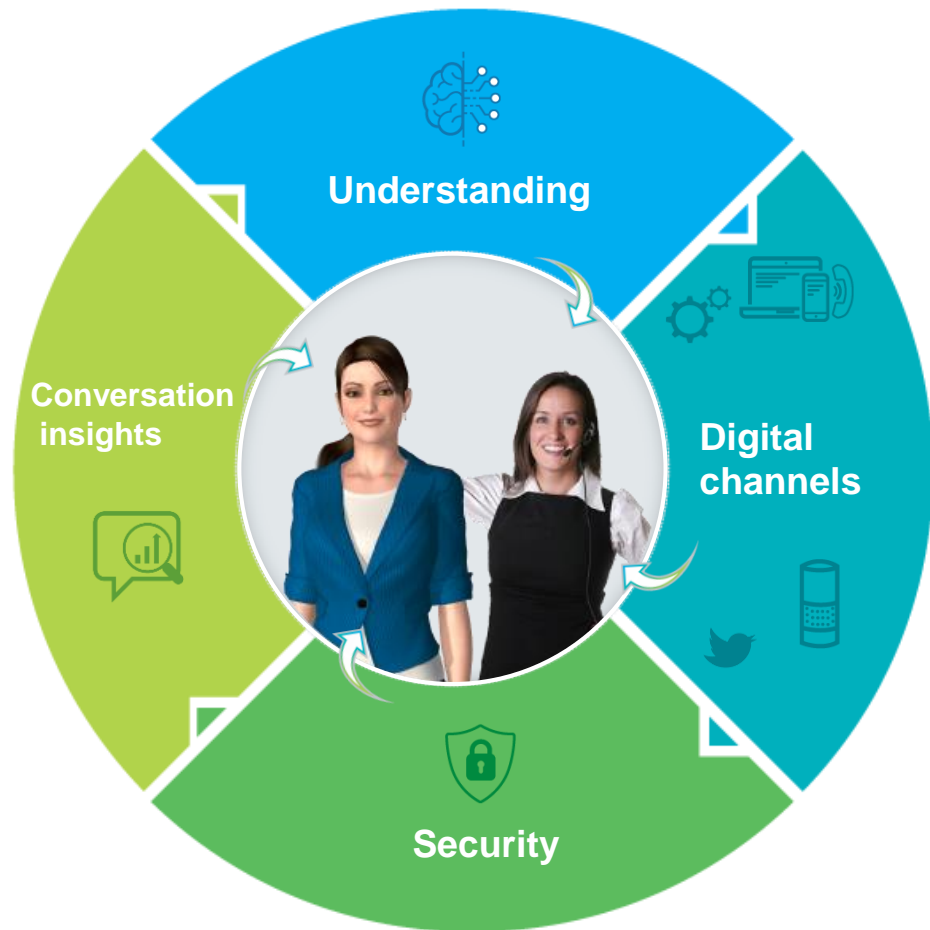 Understanding
Conversation
insights
Digital
channels
Security